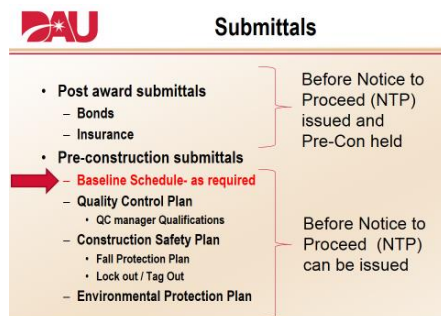 DAU
Submittals
• Post award submittals
– Bonds
– Insurance
Before Notice to
Proceed (NTP)
issued and
Pre-Con held
• Pre-construction submittals
– Baseline Schedule- as required
– Quality Control Plan
• QC manager Qualifications
– Construction Safety Plan
• Fall Protection Plan
• Lock out / Tag Out
– Environmental Protection Plan
Before Notice to
Proceed (NTP)
can be issued